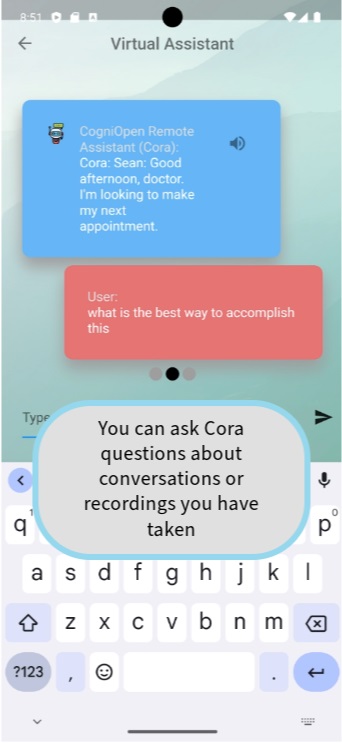 8:51
Virtual Assistant
CogniOpen Remote
Assistant (Cora):
Cora: Sean: Good
afternoon, doctor.
I'm looking to make
my next
appointment.
User:
what is the best way to accomplish
this
Type
You can ask Cora
questions about
conversations or
recordings you have
taken
q 1 p 0
a s d f g h j k l
z x c v b n m
?123 , .